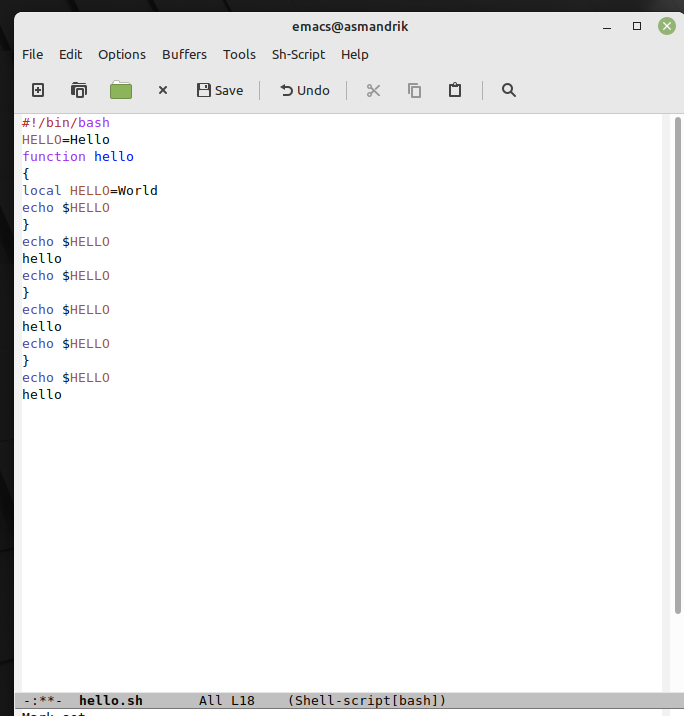 emacs@asmandrik
File Edit Options Buffers Tools Sh-Script Help
Save Undo
#!/bin/bash
HELLO=Hello
function hello
{
local HELLO=World
echo $HELLO
}
echo $HELLO
hello
echo $HELLO
}
echo $HELLO
hello
echo $HELLO
}
echo $HELLO
hello
-:**- hello.sh All L18 (Shell-script[bash])
Mark set